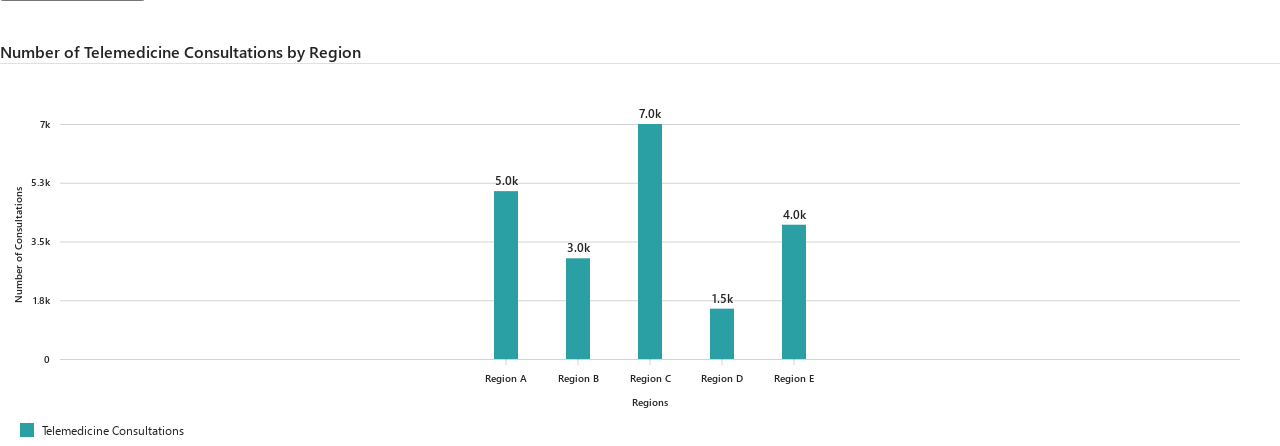 Number of Telemedicine Consultations by Region
7.0k
7k
5.3k
5.0k
4.0k
3.5k
3.0k
1.8k
1.5k
0
Number of Consultations
Region A
Region B
Region C
Region D
Region E
Regions
Telemedicine Consultations